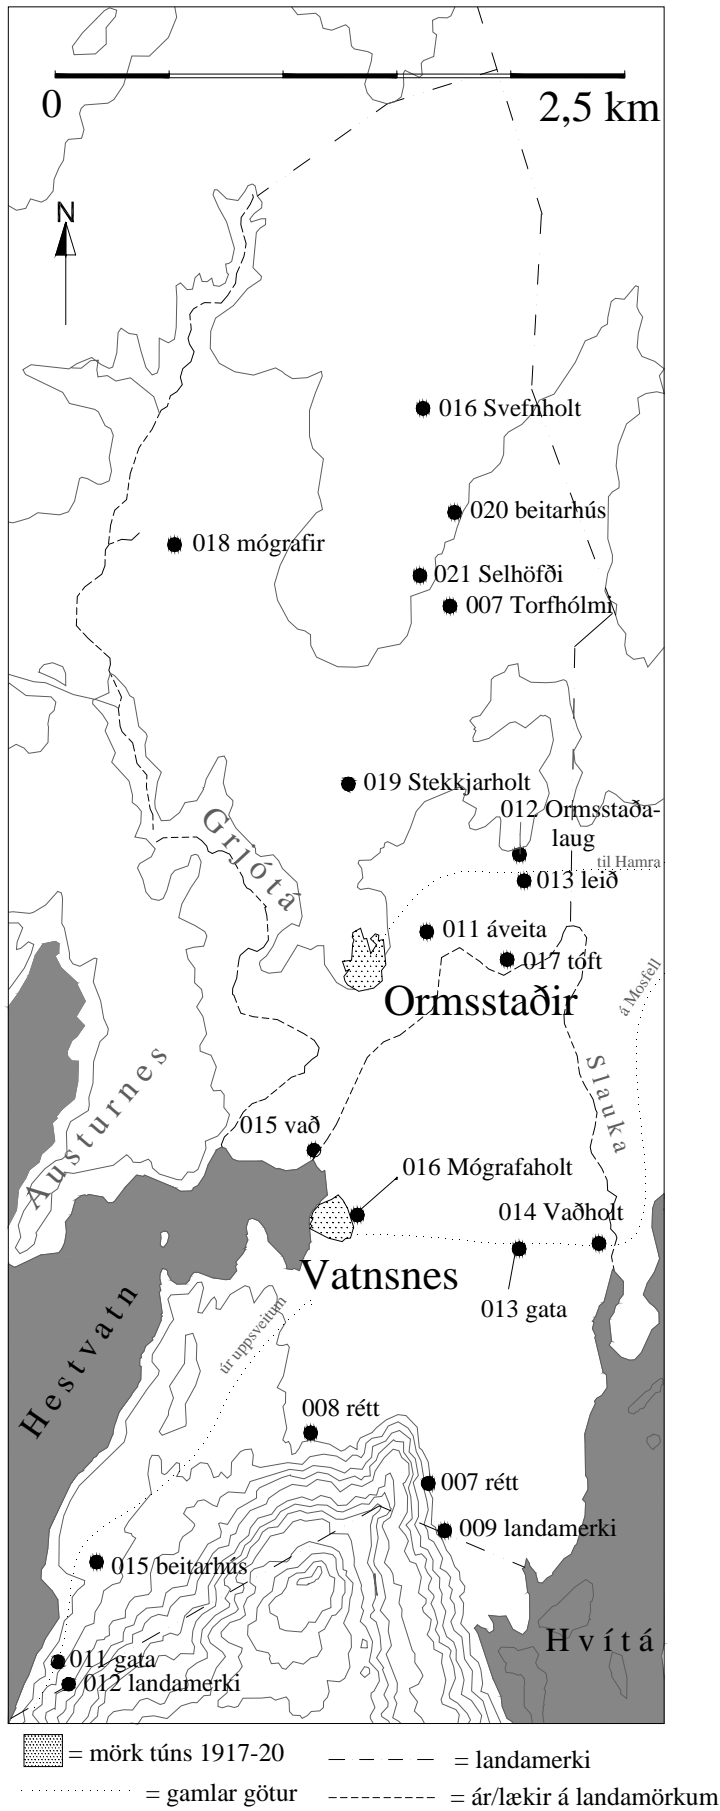 0
2,5 km
N
016 Svefnholt
020 beitarhús
018 mógrafir
021 Selhöfði
007 Torfhólmi
019 Stekkjarholt
012 Ormsstaða-
laug
Grjótá
til Hamra
013 leið
011 áveita
017 tóft
Ormsstaðir
á Mosfell
Austurnes
Slauka
015 vað
016 Mógrafaholt
014 Vaðholt
Vatnsnes
013 gata
Hestvatn
úr uppsveitum
008 rétt
007 rétt
009 landamerki
015 beitarhús
Hvítá
011 gata
012 landamerki
= mörk túns 1917-20
= landamerki
= gamlar götur
= ár/lækir á landamörkum